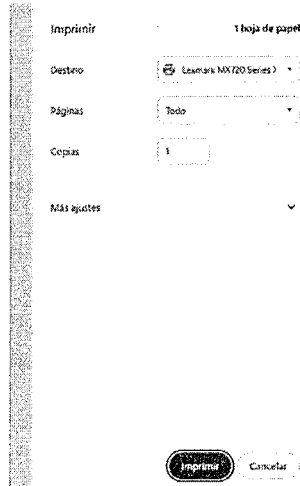 Imprimir 1 hoja de papel
Destino Lexmark MX720 Series
Páginas Todo
Copias 1
Más ajustes
Imprimir Cancelar